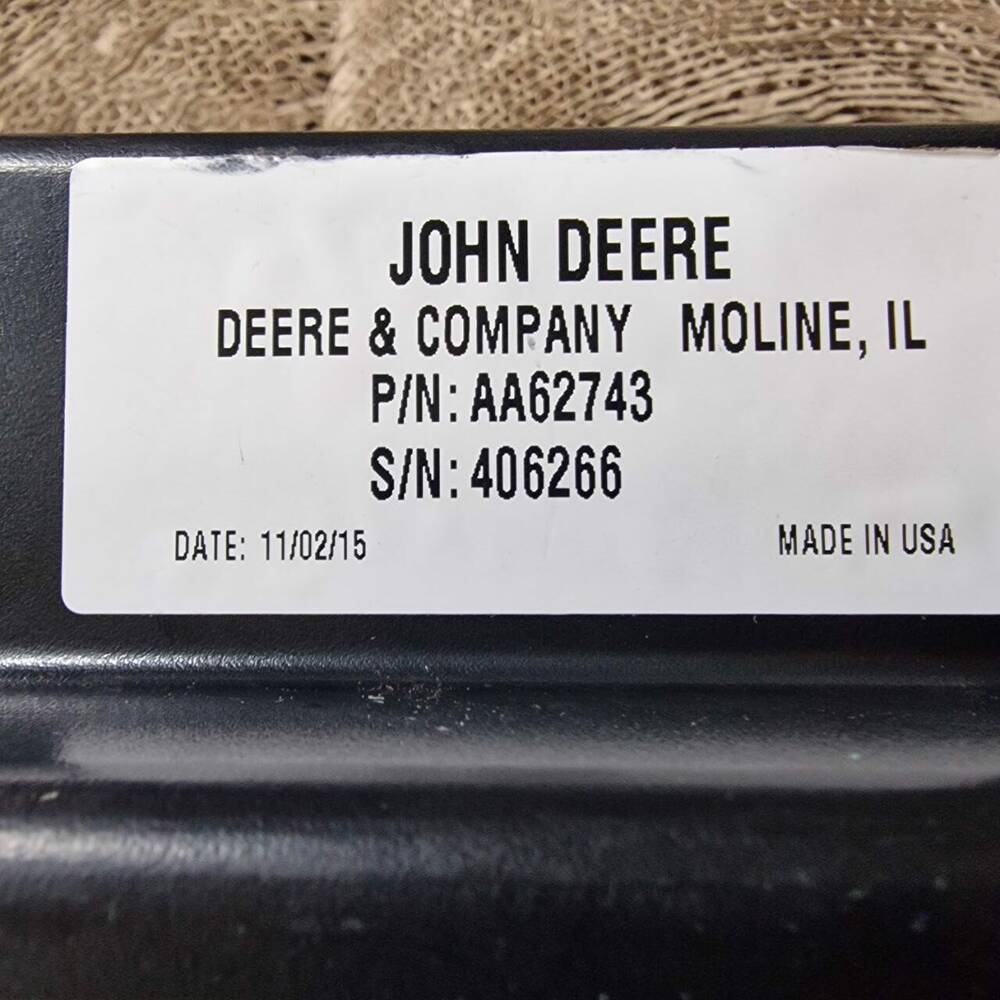 JOHN DEERE
DEERE & COMPANY MOLINE, IL
P/N: AA62743
S/N: 406266
DATE: 11/02/15 MADE IN USA